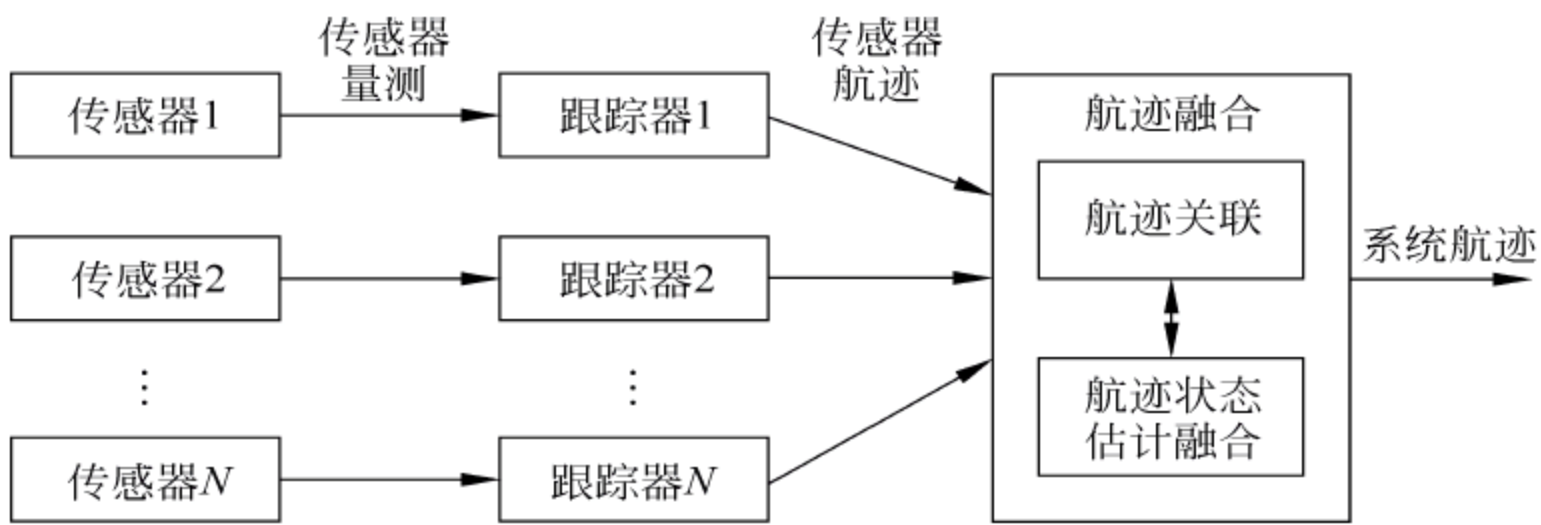 传感器
量测
传感器
航迹
传感器1
跟踪器1
航迹融合
航迹关联
传感器2
跟踪器2
系统航迹
⋮
⋮
航迹状态
估计融合
传感器N
跟踪器N